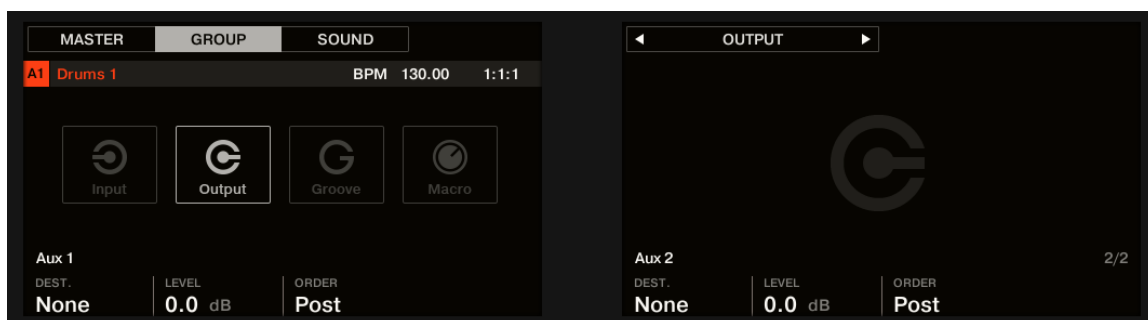 MASTER GROUP SOUND
A1 Drums 1 BPM 130.00 1:1:1
Input Output Groove Macro
Aux 1
DEST. LEVEL ORDER
None 0.0 dB Post
OUTPUT
Aux 2 2/2
DEST. LEVEL ORDER
None 0.0 dB Post